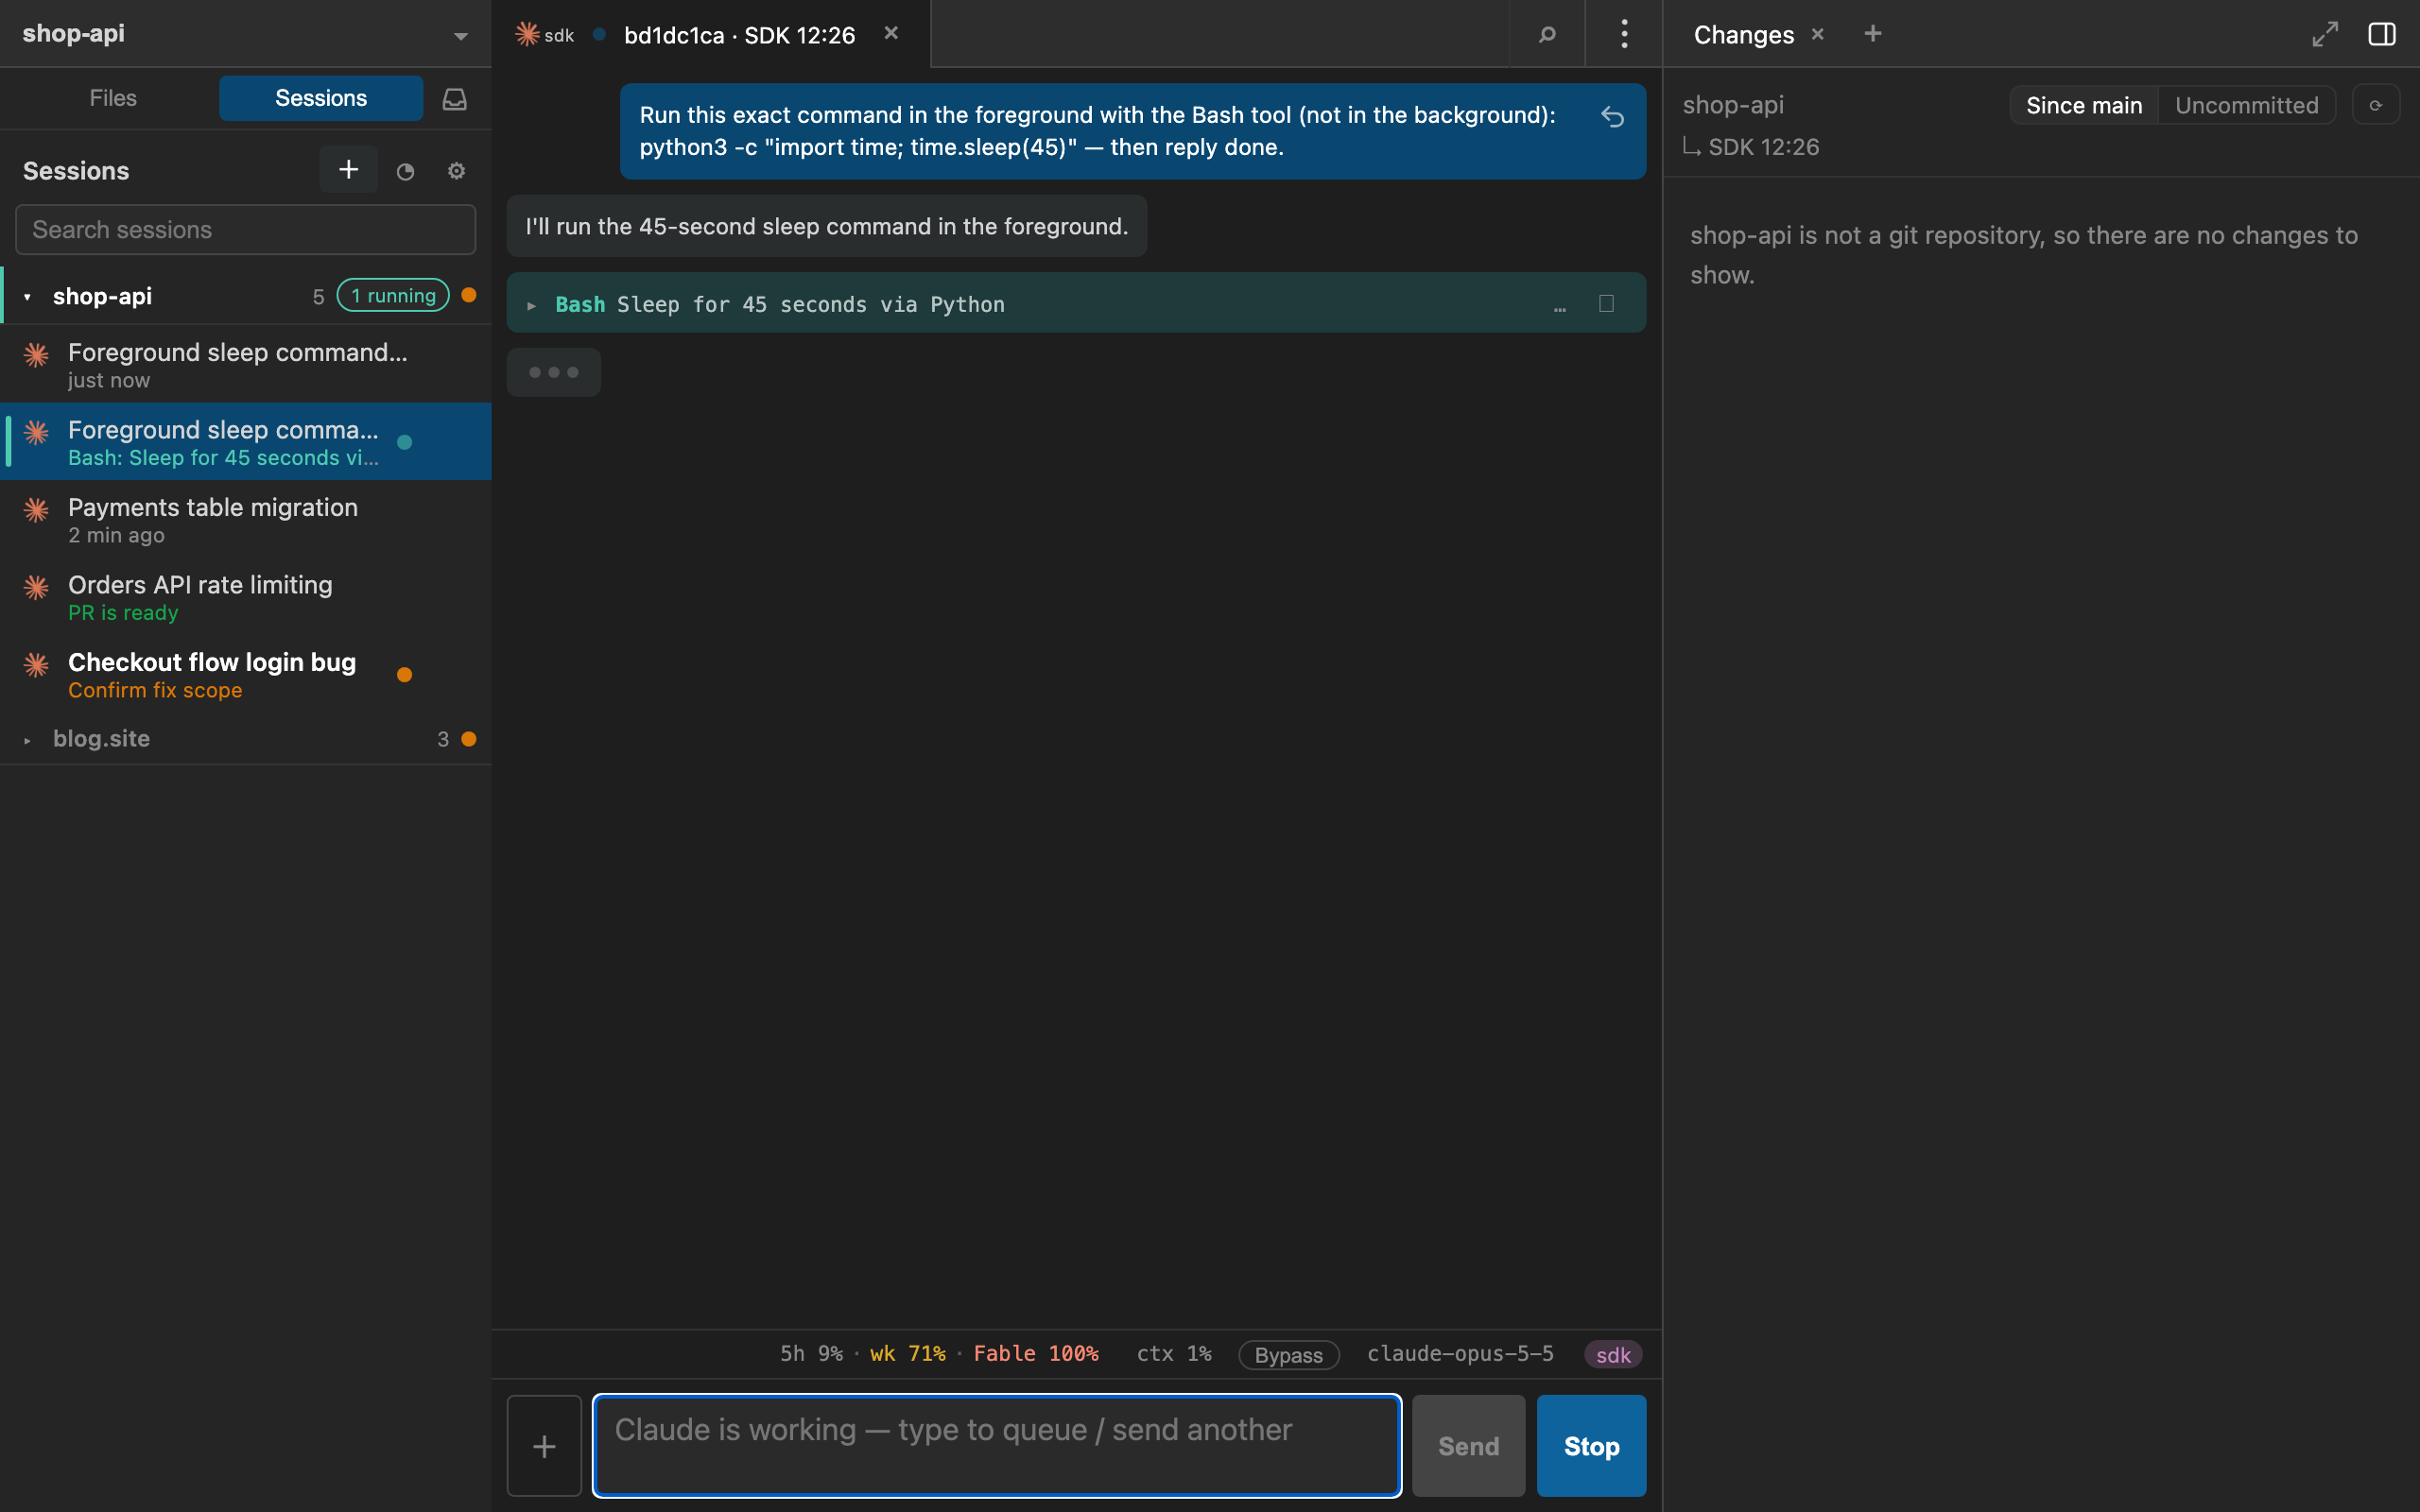 shop-api
Files
Sessions
Sessions
Search sessions
shop-api 5 1 running
Foreground sleep command...
just now
Foreground sleep comma...
Bash: Sleep for 45 seconds vi...
Payments table migration
2 min ago
Orders API rate limiting
PR is ready
Checkout flow login bug
Confirm fix scope
blog.site 3
sdk bd1dc1ca · SDK 12:26
Run this exact command in the foreground with the Bash tool (not in the background):
python3 -c "import time; time.sleep(45)" — then reply done.
I'll run the 45-second sleep command in the foreground.
Bash Sleep for 45 seconds via Python …
5h 9% · wk 71% · Fable 100% ctx 1% Bypass claude-opus-5-5 sdk
Claude is working — type to queue / send another
Send
Stop
Changes
shop-api
Since main
Uncommitted
SDK 12:26
shop-api is not a git repository, so there are no changes to
show.